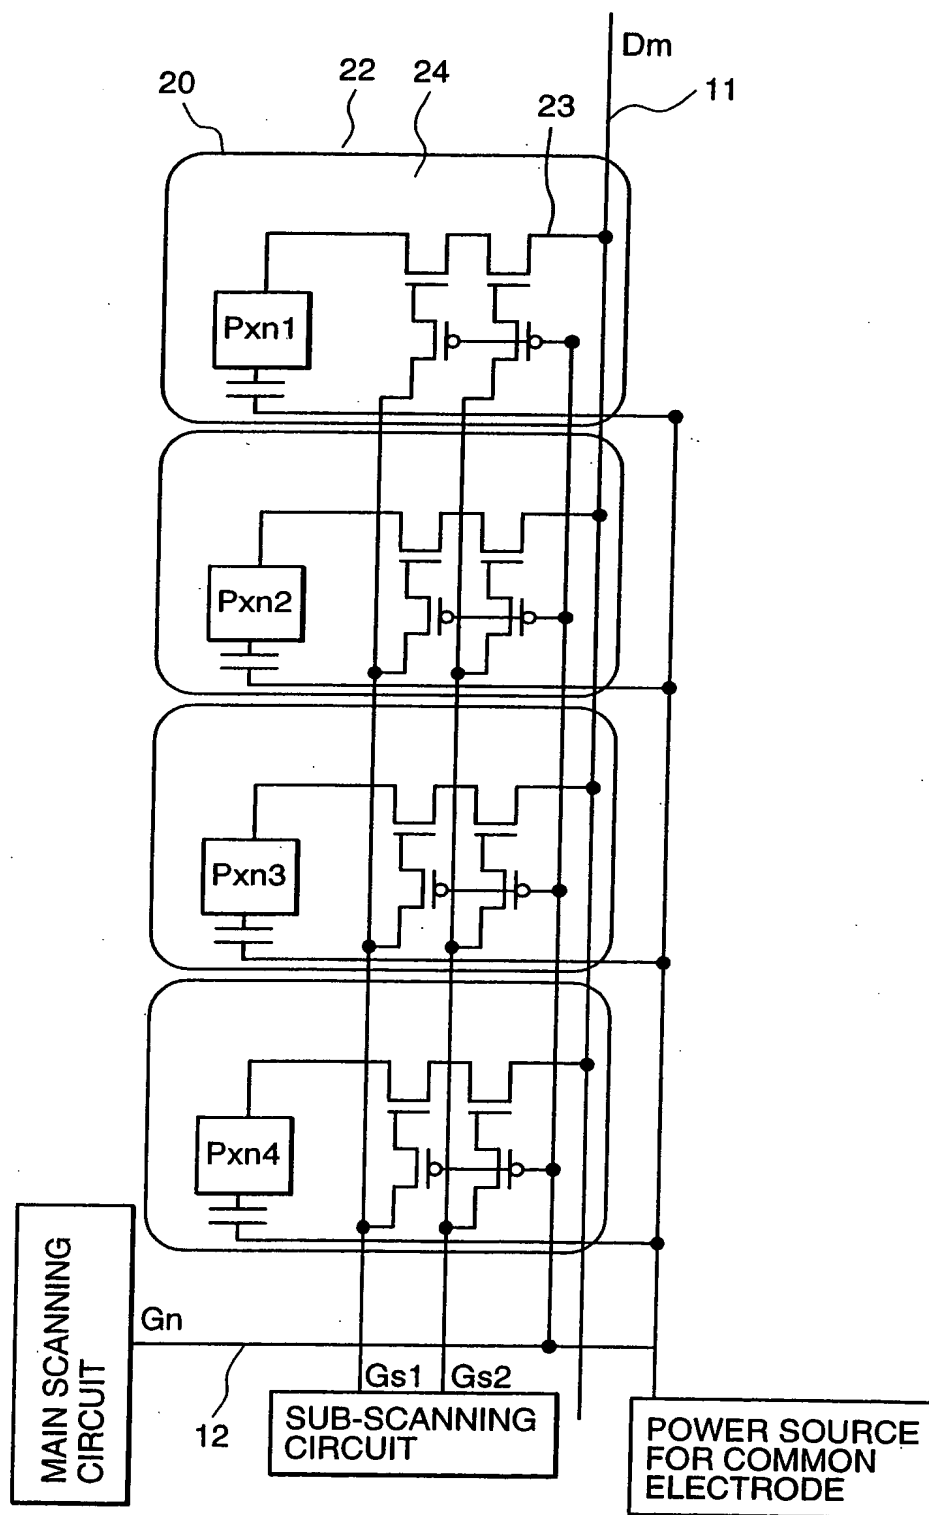 Dm
20
22
24
23
11
Pxn1
Pxn2
Pxn3
Pxn4
MAIN SCANNING
CIRCUIT
Gn
12
Gs1
Gs2
SUB-SCANNING
CIRCUIT
POWER SOURCE
FOR COMMON
ELECTRODE